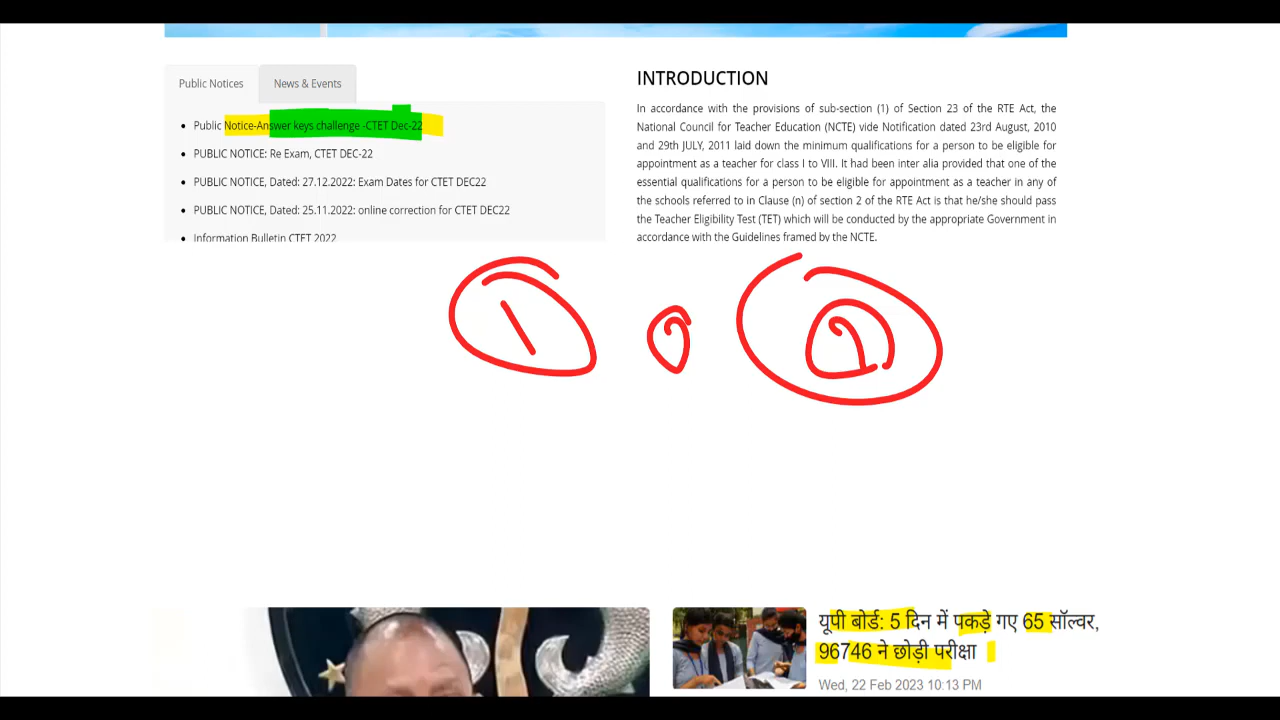 Public Notices
News & Events
Public Notice-Answer keys challenge -CTET Dec-22
PUBLIC NOTICE: Re Exam, CTET DEC-22
PUBLIC NOTICE, Dated: 27.12.2022: Exam Dates for CTET DEC22
PUBLIC NOTICE, Dated: 25.11.2022: online correction for CTET DEC22
Information Bulletin CTET 2022
INTRODUCTION
In accordance with the provisions of sub-section (1) of Section 23 of the RTE Act, the
National Council for Teacher Education (NCTE) vide Notification dated 23rd August, 2010
and 29th JULY, 2011 laid down the minimum qualifications for a person to be eligible for
appointment as a teacher for class I to VIII. It had been inter alia provided that one of the
essential qualifications for a person to be eligible for appointment as a teacher in any of
the schools referred to in Clause (n) of section 2 of the RTE Act is that he/she should pass
the Teacher Eligibility Test (TET) which will be conducted by the appropriate Government in
accordance with the Guidelines framed by the NCTE.
1
यूपी बोर्ड: 5 दिन में पकड़े गए 65 सॉल्वर,
96746 ने छोड़ी परीक्षा
Wed, 22 Feb 2023 10:13 PM